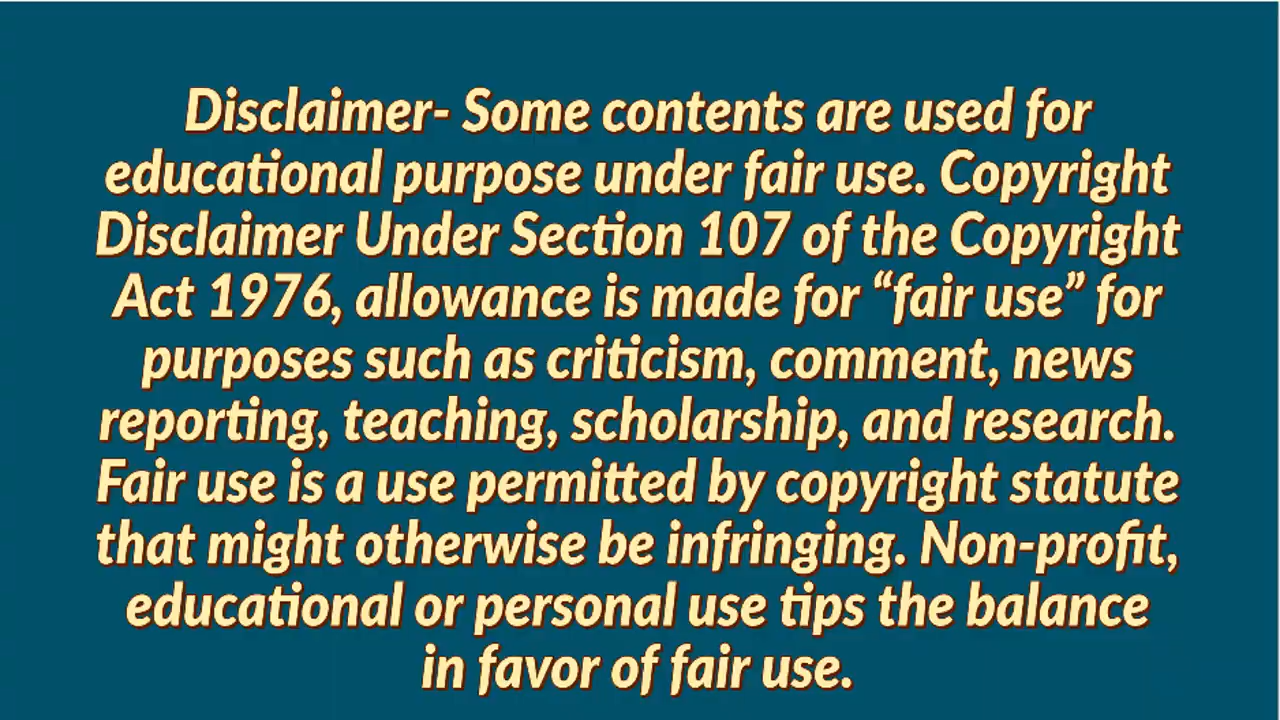 Disclaimer- Some contents are used for
educational purpose under fair use. Copyright
Disclaimer Under Section 107 of the Copyright
Act 1976, allowance is made for “fair use” for
purposes such as criticism, comment, news
reporting, teaching, scholarship, and research.
Fair use is a use permitted by copyright statute
that might otherwise be infringing. Non-profit,
educational or personal use tips the balance
in favor of fair use.